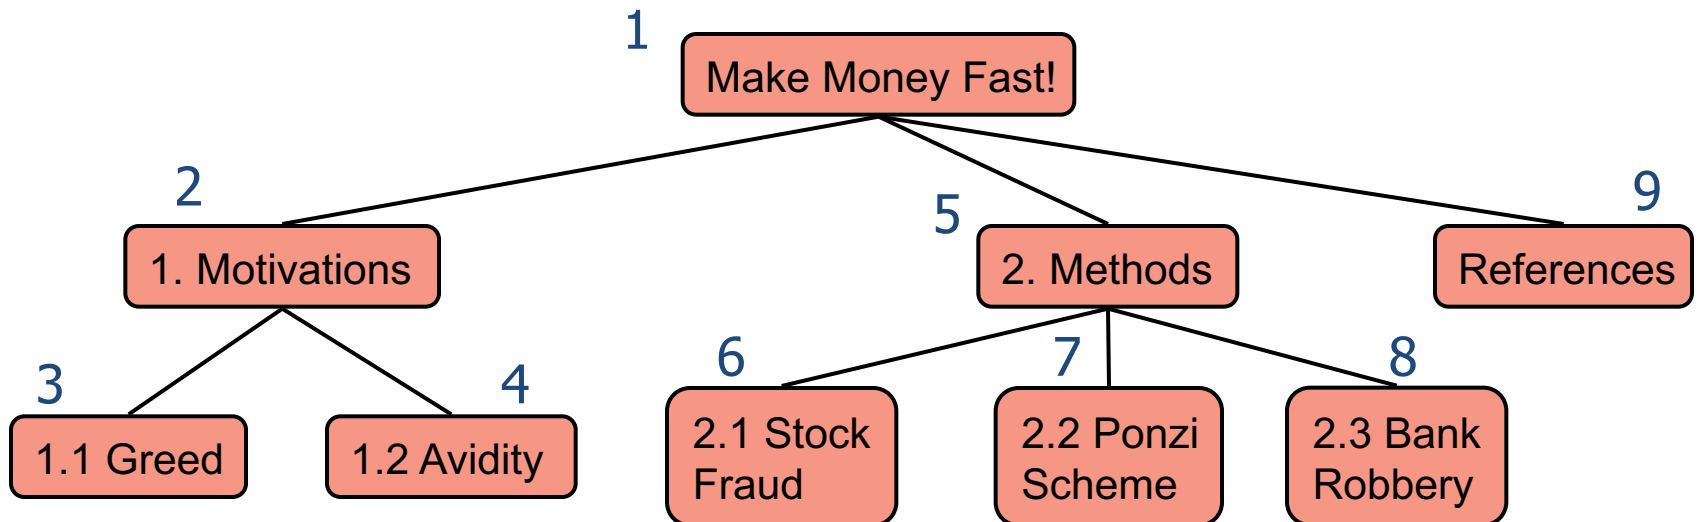 1
Make Money Fast!
2
5
9
1. Motivations
2. Methods
References
3
4
6
7
8
1.1 Greed
1.2 Avidity
2.1 Stock
Fraud
2.2 Ponzi
Scheme
2.3 Bank
Robbery